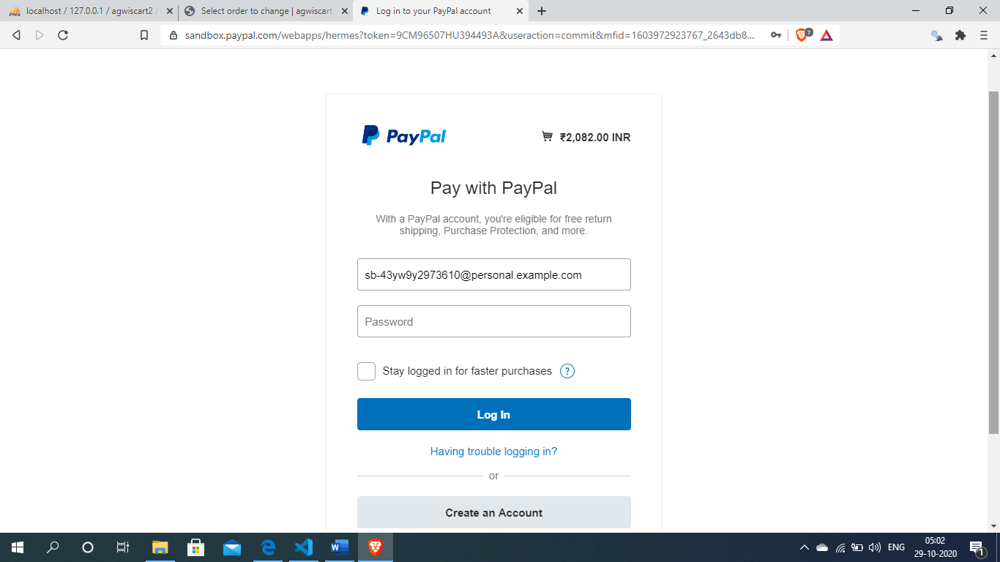 localhost / 127.0.0.1 / agwiscart2 /
Select order to change | agwiscart
Log in to your PayPal account
sandbox.paypal.com/webapps/hermes?token=9CM96507HU394493A&useraction=commit&mfid=1603972923767_2643db8...
7
PayPal
₹2,082.00 INR
Pay with PayPal
With a PayPal account, you're eligible for free return
shipping, Purchase Protection, and more.
sb-43yw9y2973610@personal.example.com
Password
Stay logged in for faster purchases ?
Log In
Having trouble logging in?
or
Create an Account
ENG
05:02
29-10-2020
1